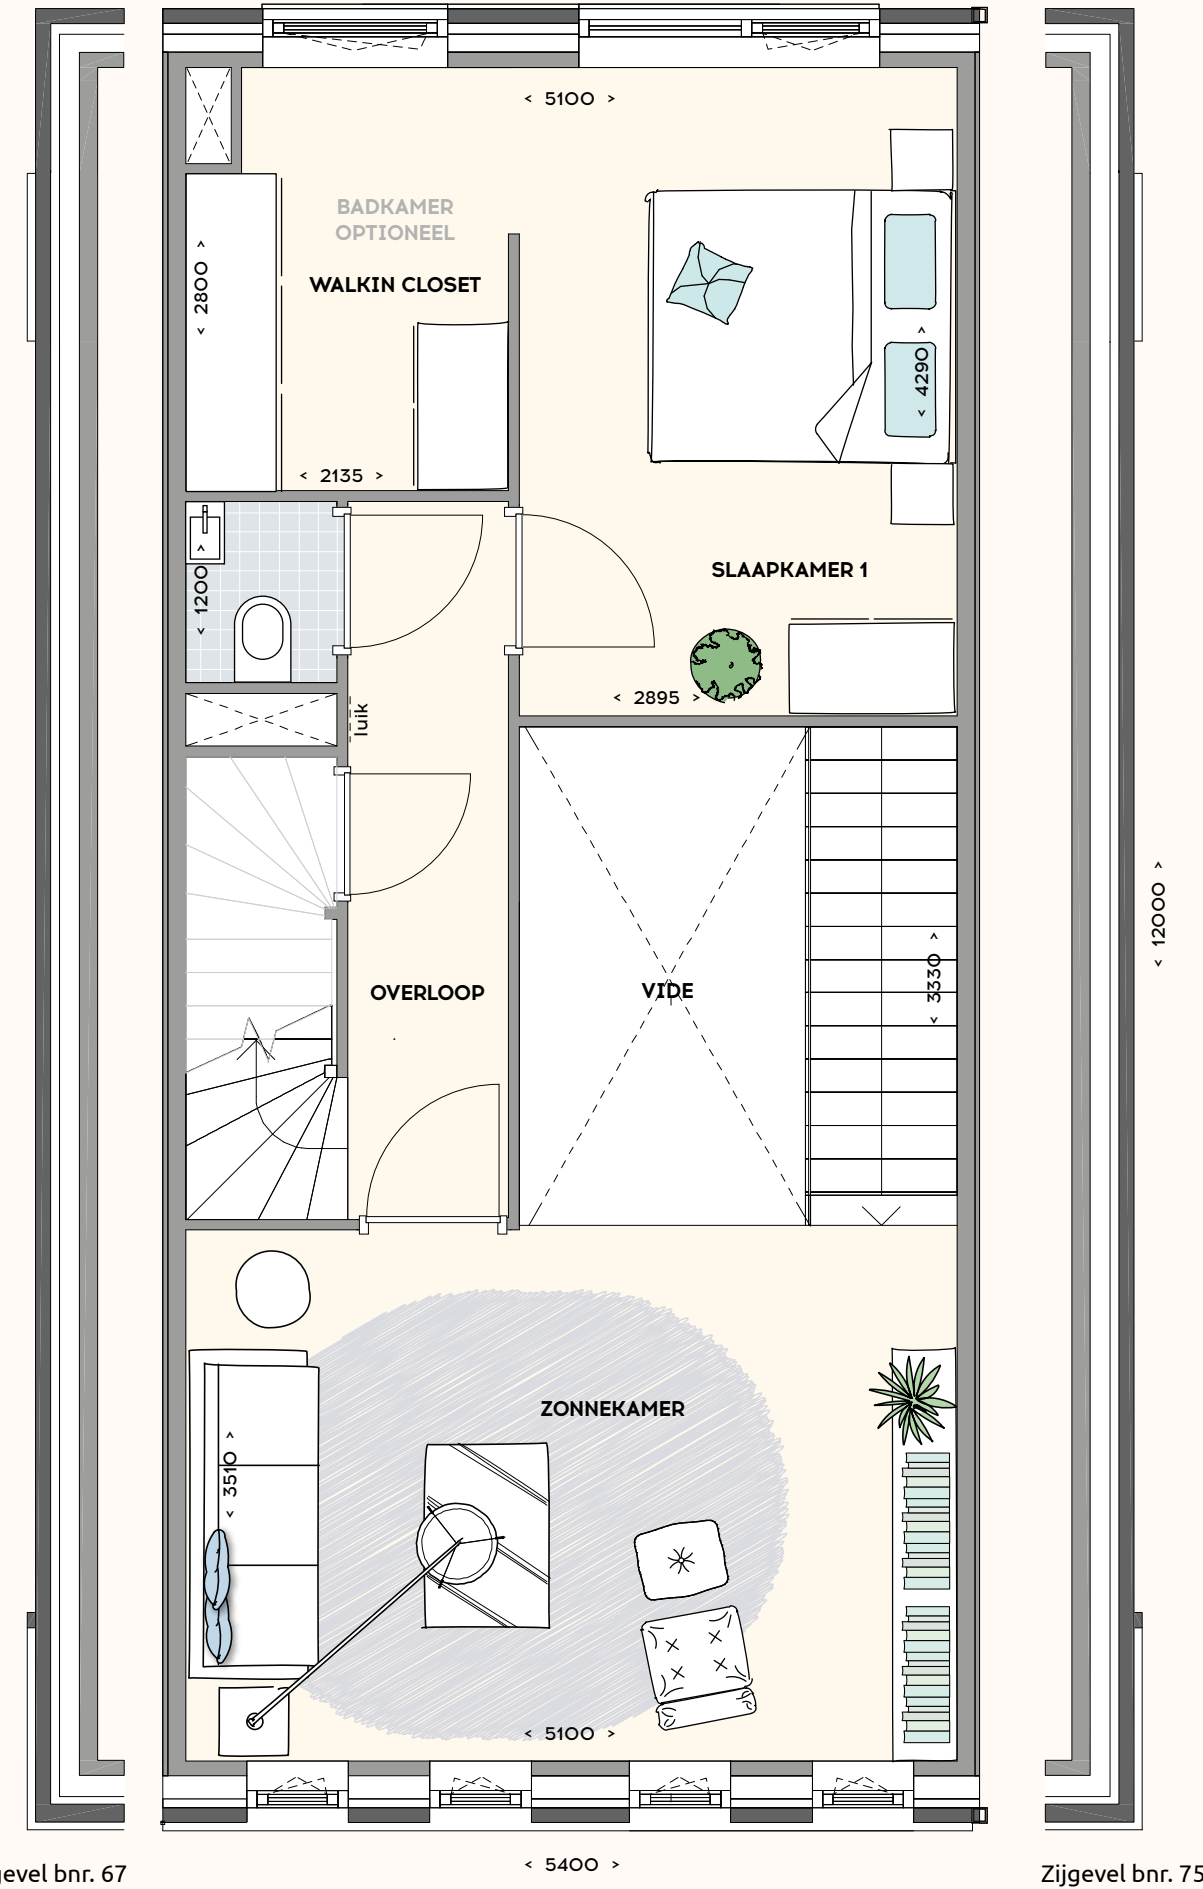 < 5100 >
BADKAMER
OPTIONEEL
WALKIN CLOSET
< 2800 >
< 4290 >
< 2135 >
< 1200 >
SLAAPKAMER 1
< 2895 >
luik
< 12000 >
OVERLOOP
VIDE
< 3330 >
ZONNEKAMER
< 3510 >
< 5100 >
< 5400 >
gevel bnr. 67
Zijgevel bnr. 75